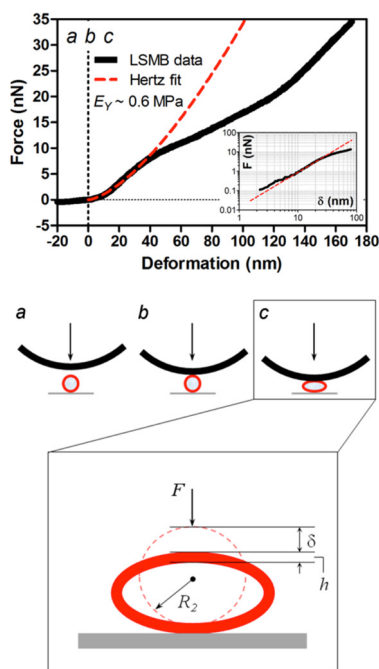 a b c
35
30
25
20
15
10
5
0
-5
Force (nN)
LSMB data
Hertz fit
E_Y ~ 0.6 MPa
F (nN)
100
10
1
0.1
0.01
1 10 100
δ (nm)
-20 0 20 40 60 80 100 120 140 160 180
Deformation (nm)
a b c
F
δ
h
R_2